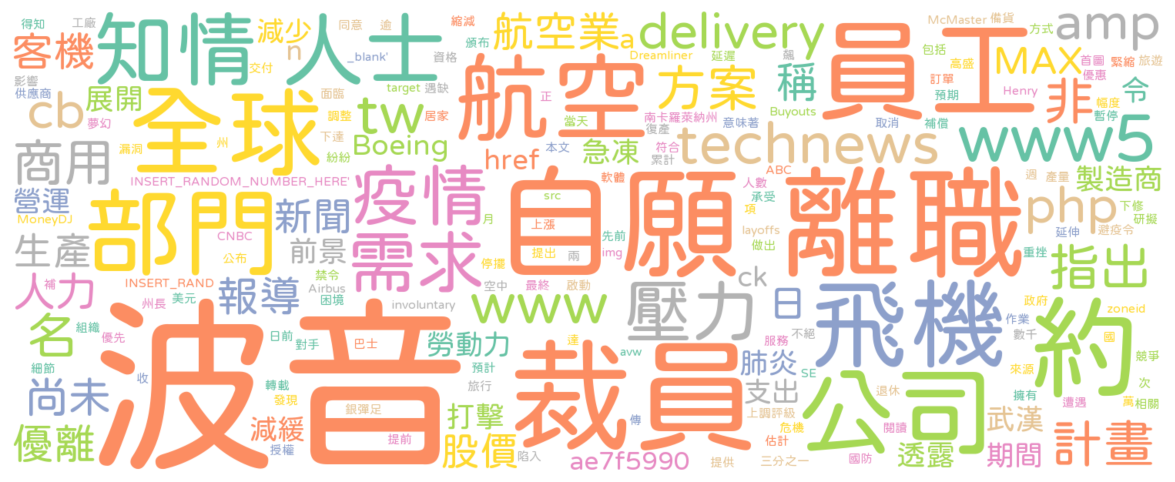 得知
工廠
同意
逾
縮減
McMaster
備貨
方式
客機
知情
減少
n
人士
_blank'
頒布
資格
航空業
a
delivery
Dreamliner
延遲
飆
包括
高盛
MAX
首圖
緊縮
旅遊
優惠
amp
影響
供應商
交付
面臨
target
遇缺
航空
正
方案
稱
員工
訂單
預期
Henry
非
幅度
暫停
令
cb
展開
夢幻
全球
調整
下達
居家
tw
當天
南卡羅萊納州
復產
意味著
Buyouts
取消
補償
商用
漏洞
州
紛紛
Boeing
href
本文
急凍
符合
累計
technews
www5
INSERT_RANDOM_NUMBER_HERE'
疫情
自願
離職
src
軟體
ABC
人數
承受
週
產量
製造商
下修
研擬
營運
MoneyDJ
部門
新聞
月
上漲
先前
項
layoffs
做出
php
延伸
避疫令
生產
CNBC
公布
前景
需求
停擺
提出
兩
img
重挫
指出
人力
補
INSERT_RAND
州長
美元
報導
Airbus
禁令
困境
空中
最終
啟動
involuntary
ck
壓力
日
飛機
政府
zoneid
名
組織
優先
細節
日前
對手
巴士
www
勞動力
預計
達
avw
服務
不絕
作業
數千
約
國
競爭
來源
次
尚未
收
波音
轉載
發現
旅行
裁員
傳
肺炎
SE
支出
退休
公司
擁有
遭遇
萬
相關
優離
減緩
授權
銀彈足
提前
打擊
股價
陷入
ae7f5990
提供
上調評級
危機
估計
三分之一
閱讀
國防
透露
武漢
期間
計畫